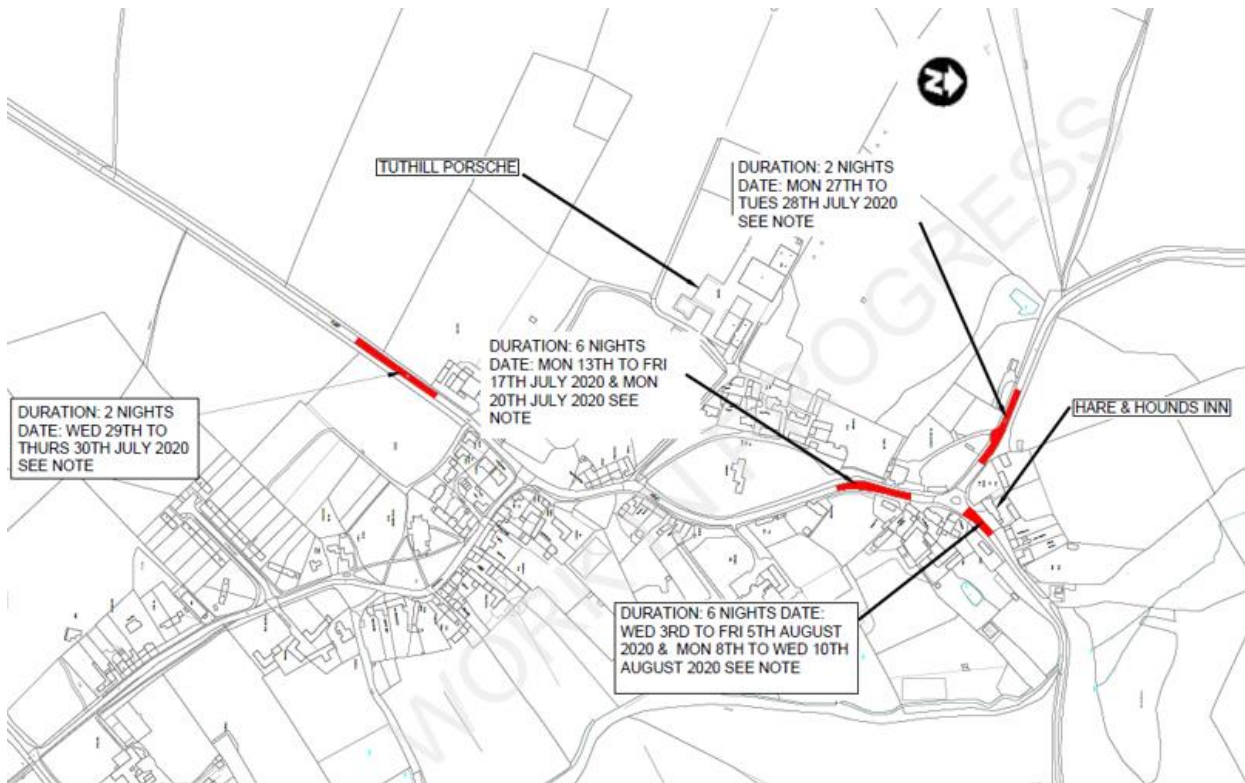 N
TUTHILL PORSCHE
DURATION: 2 NIGHTS
DATE: MON 27TH TO
TUES 28TH JULY 2020
SEE NOTE
DURATION: 6 NIGHTS
DATE: MON 13TH TO FRI
17TH JULY 2020 & MON
20TH JULY 2020 SEE
NOTE
DURATION: 2 NIGHTS
DATE: WED 29TH TO
THURS 30TH JULY 2020
SEE NOTE
HARE & HOUNDS INN
DURATION: 6 NIGHTS DATE:
WED 3RD TO FRI 5TH AUGUST
2020 & MON 8TH TO WED 10TH
AUGUST 2020 SEE NOTE
WORK IN PROGRESS